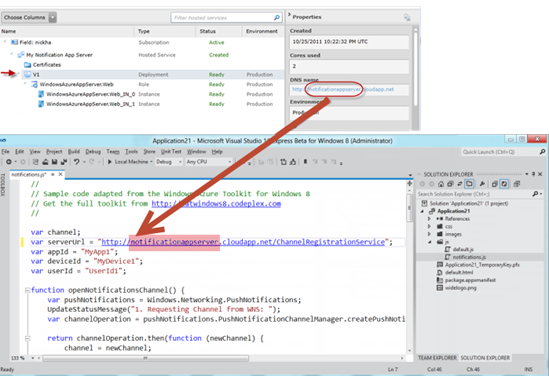 Choose Columns
Filter hosted services
Name Type Status Environment
Field: nickha Subscription Active
My Notification App Server Hosted Service Created
Certificates
V1 Deployment Ready Production
WindowsAzureAppServer.Web Role Ready Production
WindowsAzureAppServer.Web_IN_0 Instance Ready Production
WindowsAzureAppServer.Web_IN_1 Instance Ready Production
Properties
Created
10/25/2011 10:22:32 PM UTC
Cores used
2
DNS name
http://notificationappserver.cloudapp.net
Environment
Production
Application21 - Microsoft Visual Studio Express Beta for Windows 8 (Administrator)
Quick Launch (Ctrl+Q)
File Edit View Project Build Debug Team Tools Store Test Unit Test Window Help
Local Machine Debug Any CPU
TOOLBOX
notifications.js*
//
// Sample code adapted from the Windows Azure Toolkit for Windows 8
// Get the full toolkit from http://watwindows8.codeplex.com
//
var channel;
var serverUrl = "http://notificationappserver.cloudapp.net/ChannelRegistrationService";
var appId = "MyApp1";
var deviceId = "MyDevice1";
var userId = "UserId1";
function openNotificationsChannel() {
var pushNotifications = Windows.Networking.PushNotifications;
UpdateStatusMessage("1. Requesting Channel from WNS: ");
var channelOperation = pushNotifications.PushNotificationChannelManager.createPushNoti
return channelOperation.then(function (newChannel) {
channel = newChannel;
133 %
SOLUTION EXPLORER
Search Solution Explorer
Solution 'Application21' (1 project)
Application21
References
css
images
js
default.js
notifications.js
Application21_TemporaryKey.pfx
default.html
package.appxmanifest
widelogo.png
TEAM EXPLORER SOLUTION EXPLORER
Ready Ln 7 Col 46 Ch 46 INS